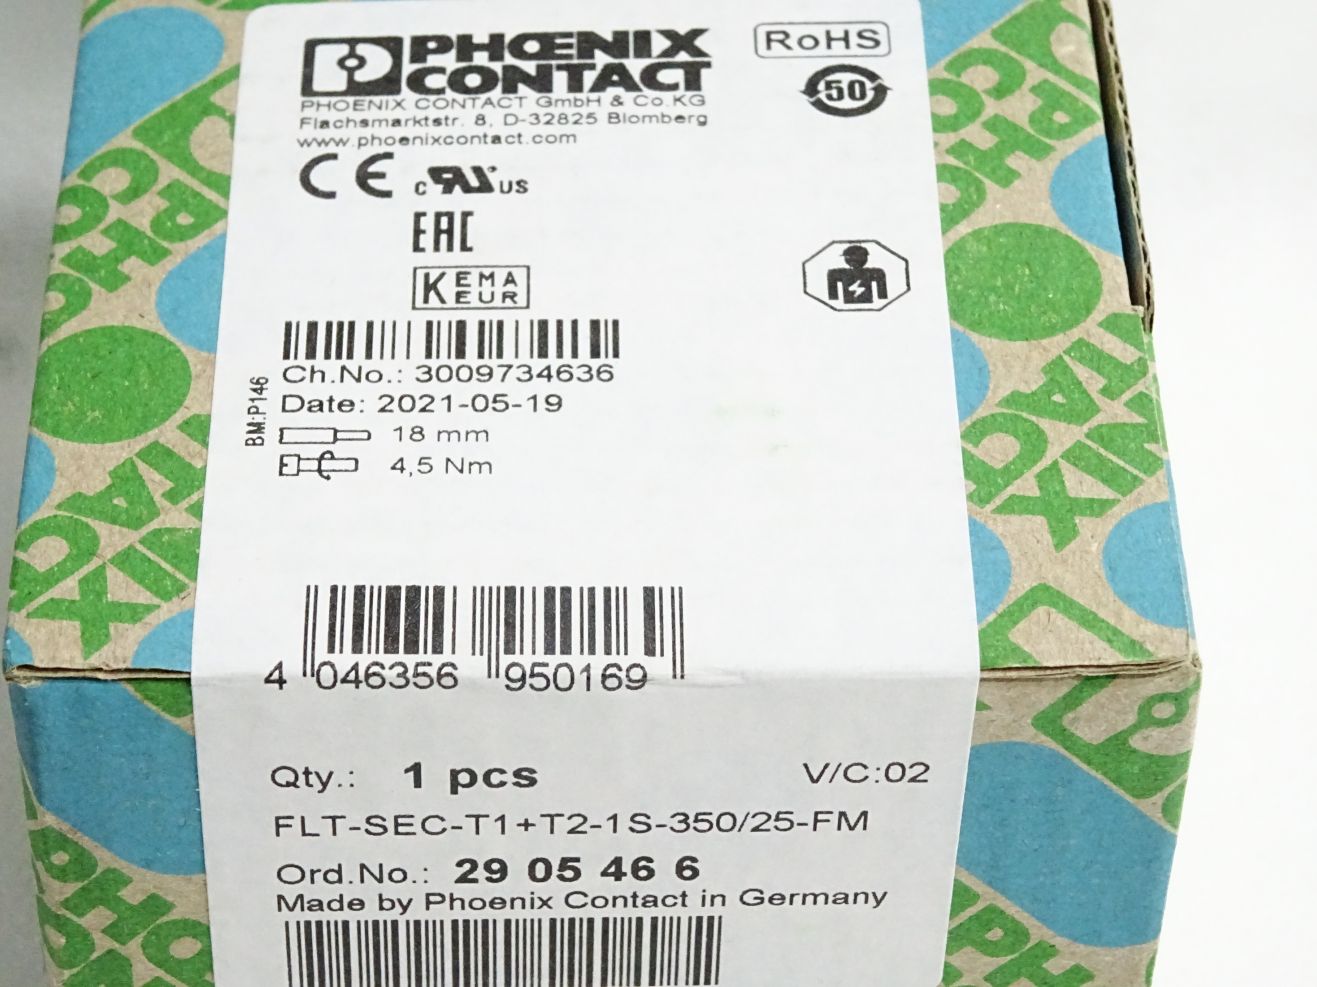 PHŒNIX
CONTACT
RoHS
50
PHOENIX CONTACT GmbH & Co.KG
Flachsmarktstr. 8, D-32825 Blomberg
www.phoenixcontact.com
CE c RU US
EAC
KEMA
EUR
Ch.No.: 3009734636
BM:P146
Date: 2021-05-19
18 mm
4,5 Nm
4 046356 950169
Qty.: 1 pcs V/C:02
FLT-SEC-T1+T2-1S-350/25-FM
Ord.No.: 29 05 46 6
Made by Phoenix Contact in Germany